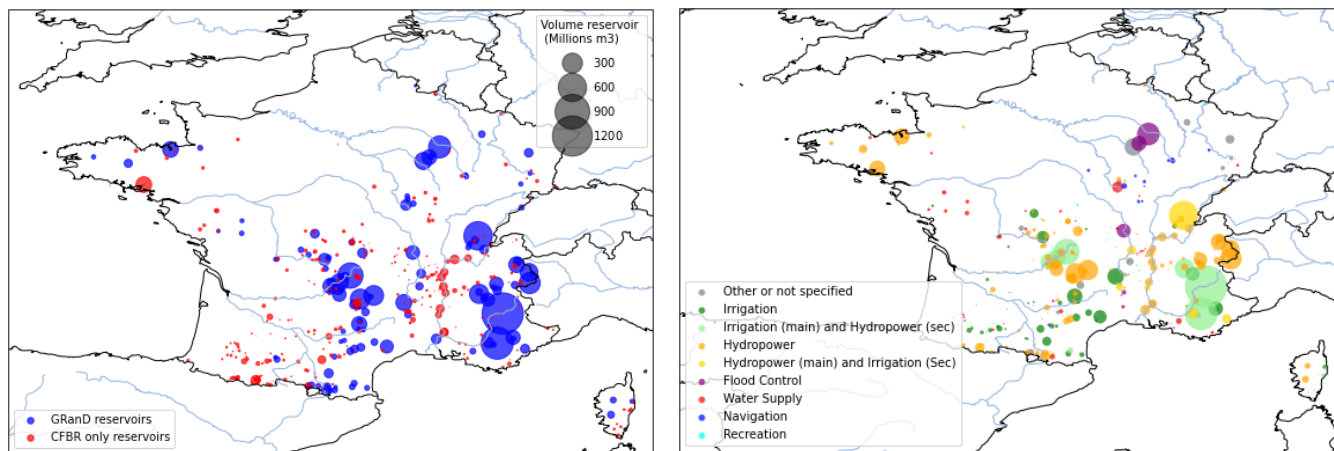 Volume reservoir
(Millions m3)
300
600
900
1200
GRanD reservoirs
CFBR only reservoirs
Other or not specified
Irrigation
Irrigation (main) and Hydropower (sec)
Hydropower
Hydropower (main) and Irrigation (Sec)
Flood Control
Water Supply
Navigation
Recreation